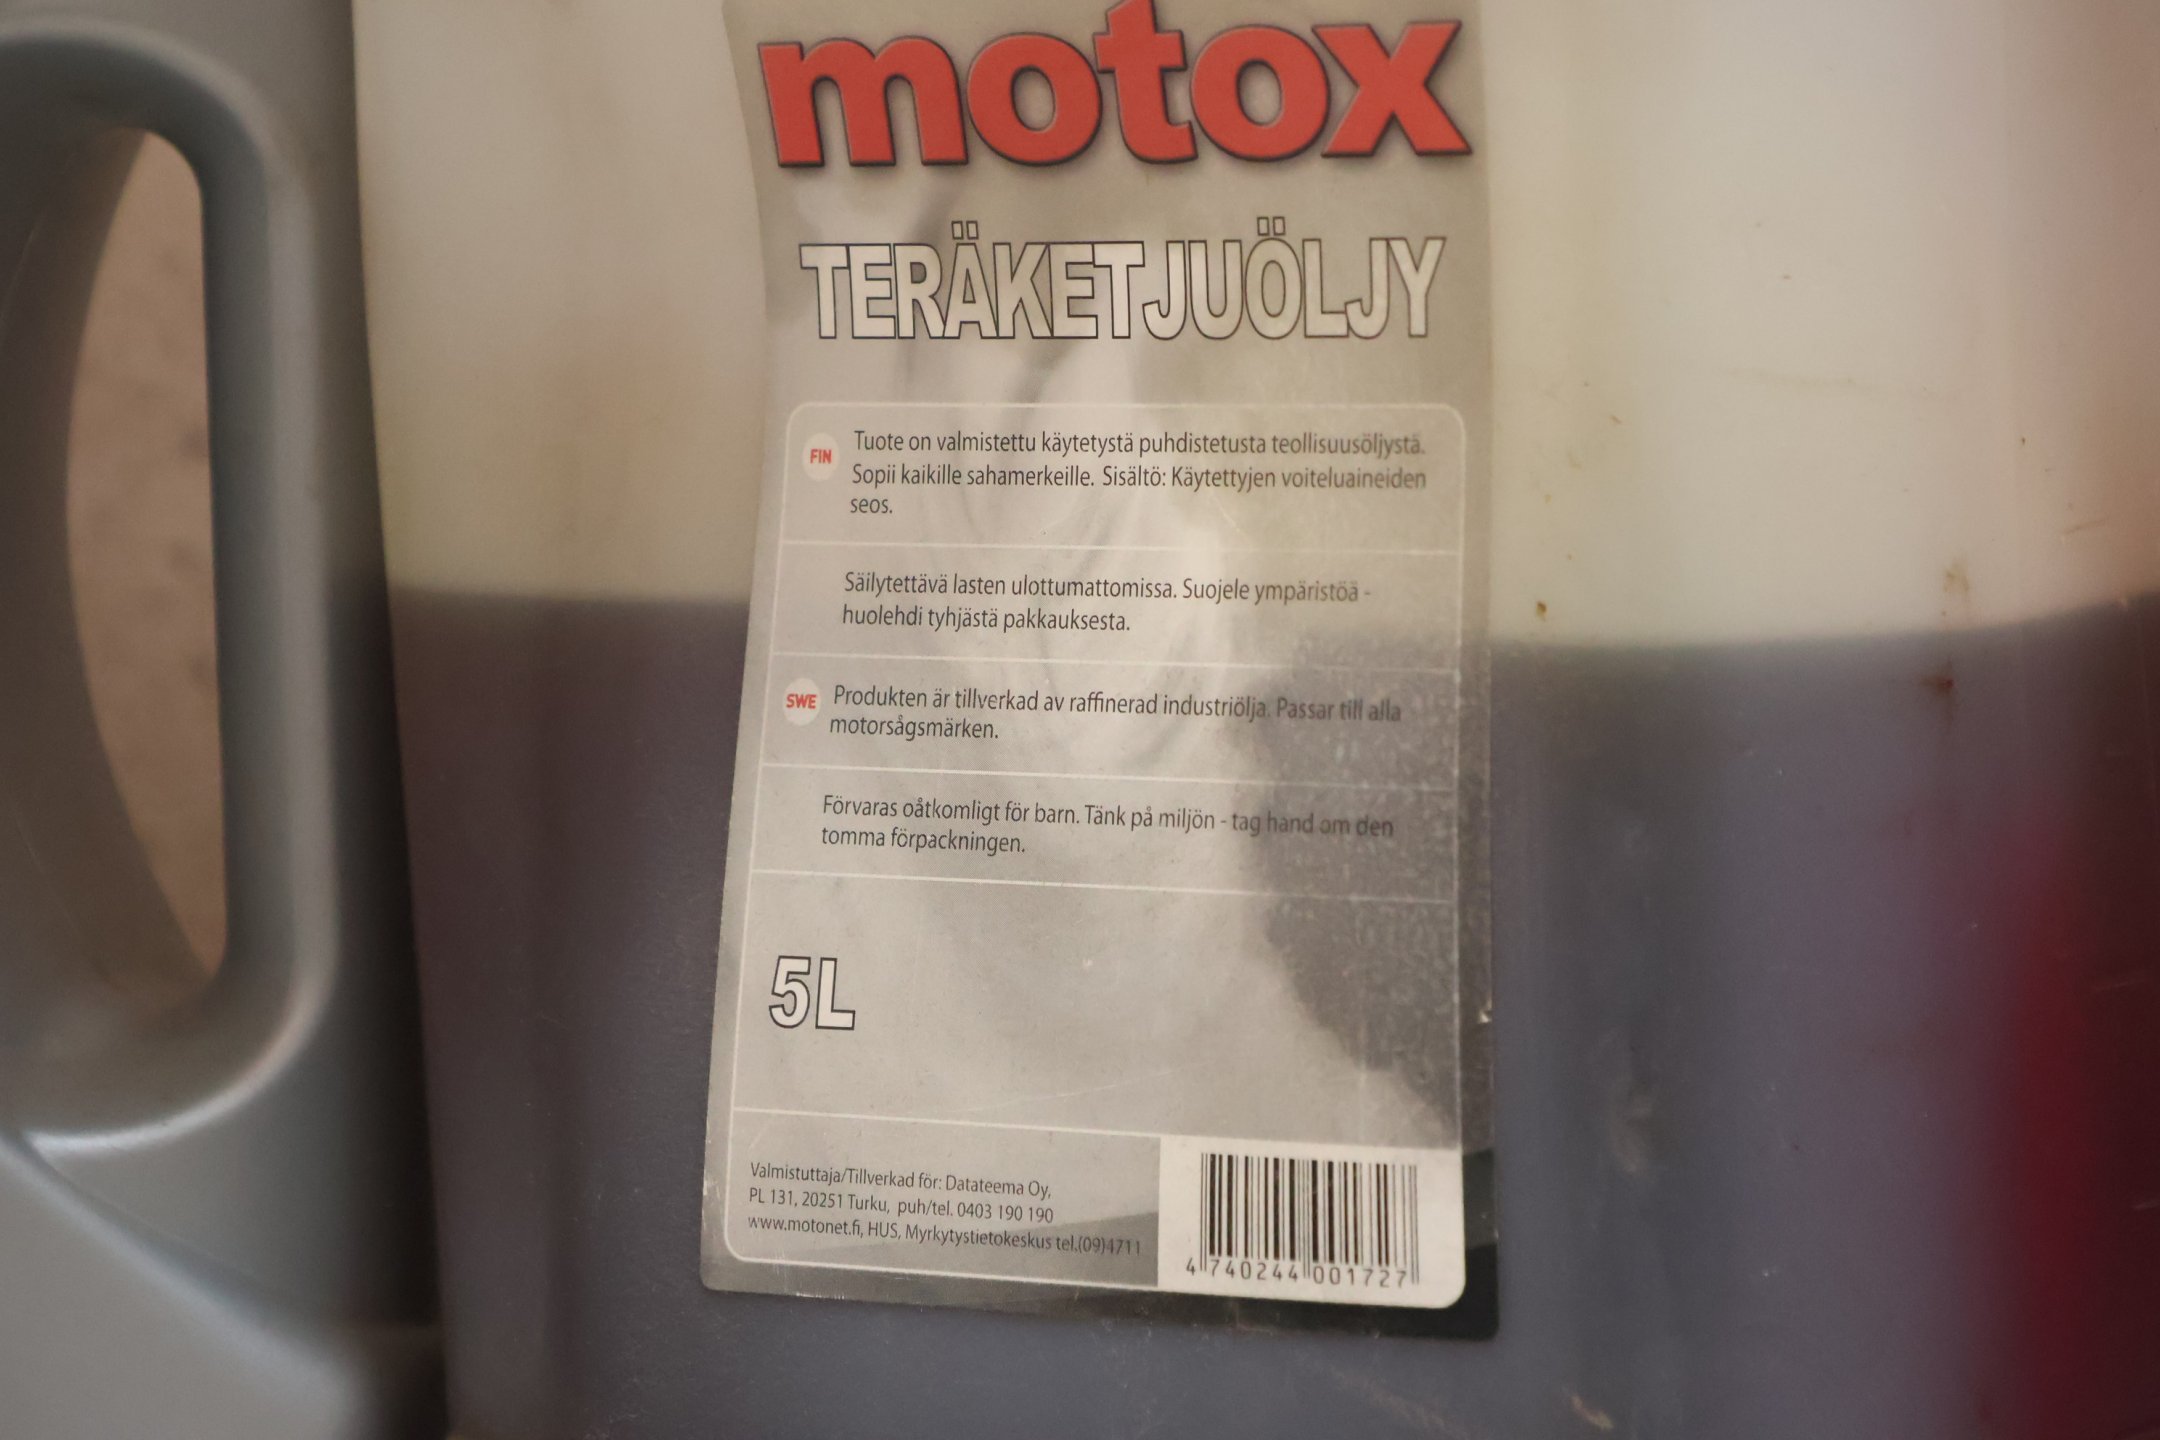 motox
TERÄKETJUÖLJY
FIN
Tuote on valmistettu käytetystä puhdistetusta teollisuusöljystä.
Sopii kaikille sahamerkeille. Sisältö: Käytettyjen voiteluaineiden
seos.
Säilytettävä lasten ulottumattomissa. Suojele ympäristöä -
huolehdi tyhjästä pakkauksesta.
SWE
Produkten är tillverkad av raffinerad industriölja. Passar till alla
motorsågsmärken.
Förvaras oåtkomligt för barn. Tänk på miljön - tag hand om den
tomma förpackningen.
5L
Valmistuttaja/Tillverkad för: Datateema Oy,
PL 131, 20251 Turku, puh/tel. 0403 190 190
www.motonet.fi, HUS, Myrkytystietokeskus tel.(09)4711
4 740244 001727